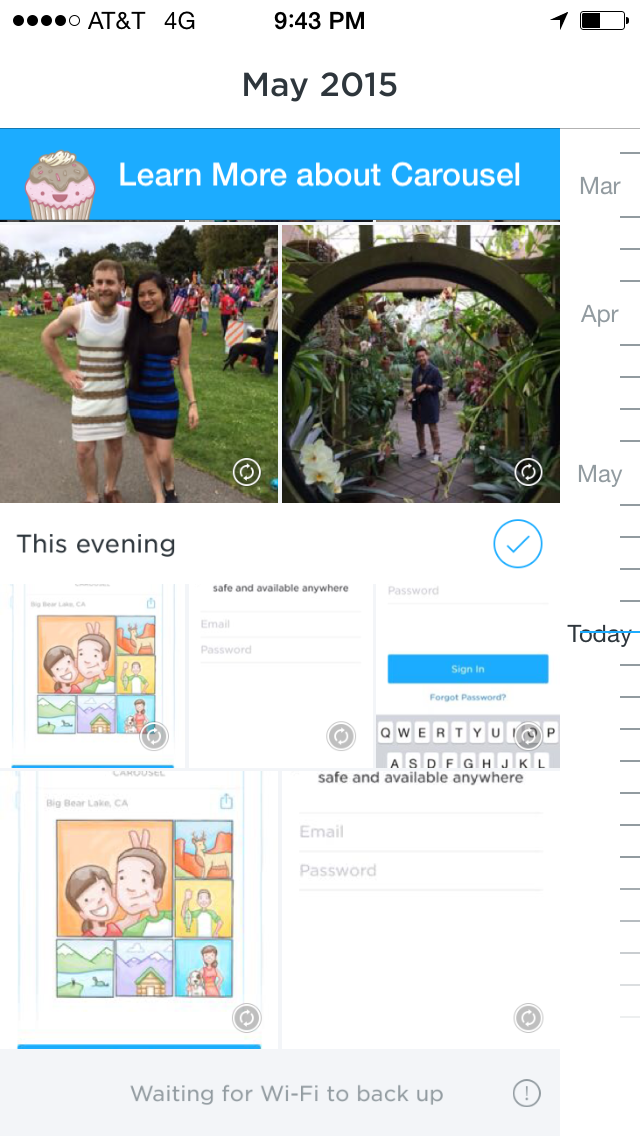 AT&T 4G 9:43 PM
May 2015
Learn More about Carousel
Mar
Apr
May
Today
This evening
Big Bear Lake, CA
safe and available anywhere
Email
Password
Password
Sign In
Forgot Password?
Q W E R T Y U I O P
A S D F G H J K L
CAROUSEL
Big Bear Lake, CA
safe and available anywhere
Email
Password
Waiting for Wi-Fi to back up